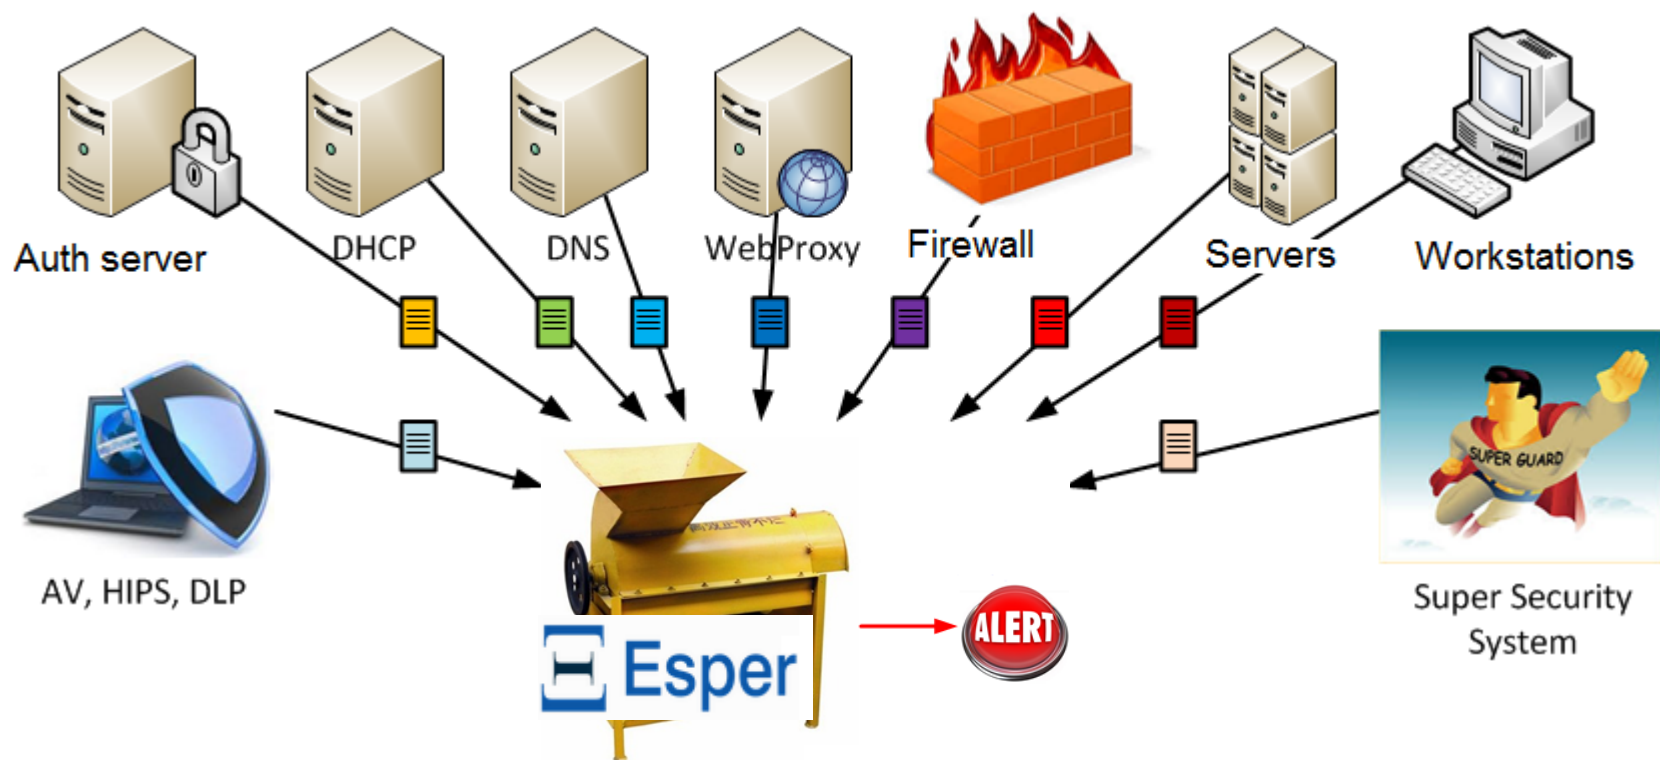 Auth server
DHCP
DNS
WebProxy
Firewall
Servers
Workstations
SUPER GUARD
AV, HIPS, DLP
Super Security
System
ALERT
Esper